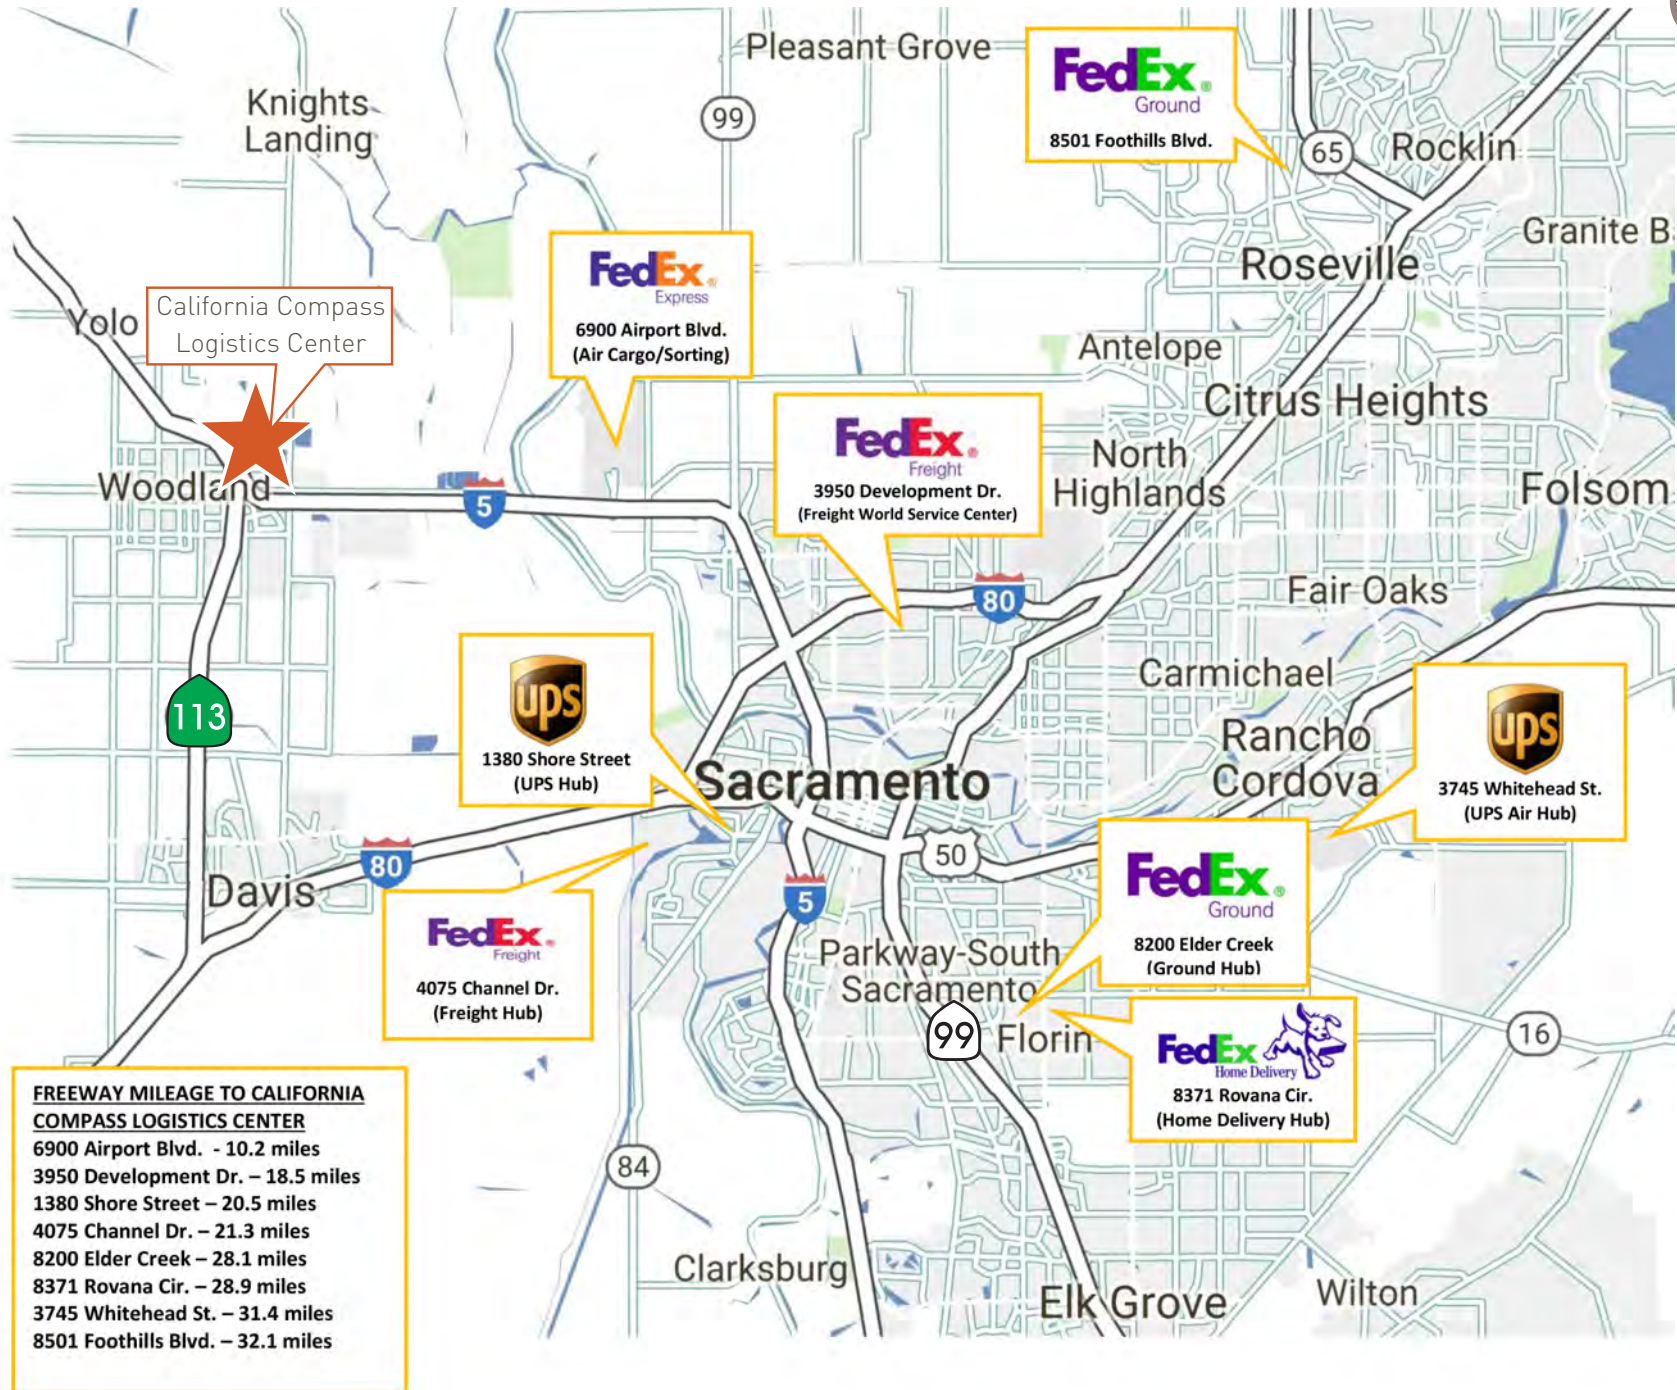 Pleasant Grove
Knights
Landing
99
FedEx®
Ground
8501 Foothills Blvd.
65
Rocklin
Granite B
Roseville
FedEx®
Express
6900 Airport Blvd.
(Air Cargo/Sorting)
California Compass
Logistics Center
Yolo
Antelope
Citrus Heights
FedEx®
Freight
3950 Development Dr.
(Freight World Service Center)
North
Highlands
Woodland
5
Folsom
80
Fair Oaks
Carmichael
ups
1380 Shore Street
(UPS Hub)
113
Rancho
Cordova
ups
3745 Whitehead St.
(UPS Air Hub)
Sacramento
80
50
Davis
5
FedEx®
Ground
8200 Elder Creek
(Ground Hub)
FedEx®
Freight
4075 Channel Dr.
(Freight Hub)
Parkway-South
Sacramento
99
Florin
16
FedEx
Home Delivery
8371 Rovana Cir.
(Home Delivery Hub)
FREEWAY MILEAGE TO CALIFORNIA
COMPASS LOGISTICS CENTER
6900 Airport Blvd. - 10.2 miles
3950 Development Dr. – 18.5 miles
1380 Shore Street – 20.5 miles
4075 Channel Dr. – 21.3 miles
8200 Elder Creek – 28.1 miles
8371 Rovana Cir. – 28.9 miles
3745 Whitehead St. – 31.4 miles
8501 Foothills Blvd. – 32.1 miles
84
Clarksburg
Elk Grove
Wilton